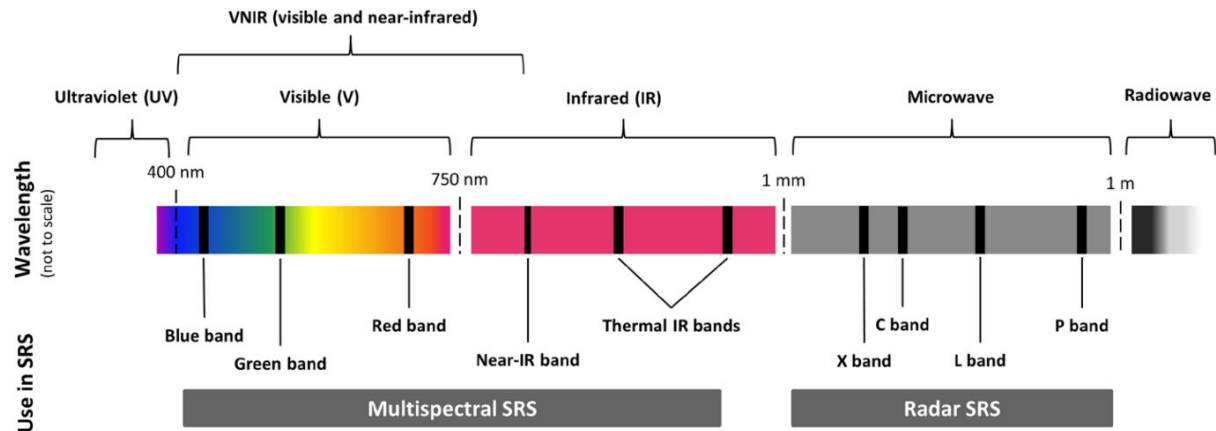 VNIR (visible and near-infrared)
Ultraviolet (UV)
Visible (V)
Infrared (IR)
Microwave
Radiowave
400 nm
750 nm
1 mm
1 m
Wavelength
(not to scale)
Blue band
Green band
Red band
Near-IR band
Thermal IR bands
X band
C band
L band
P band
Use in SRS
Multispectral SRS
Radar SRS